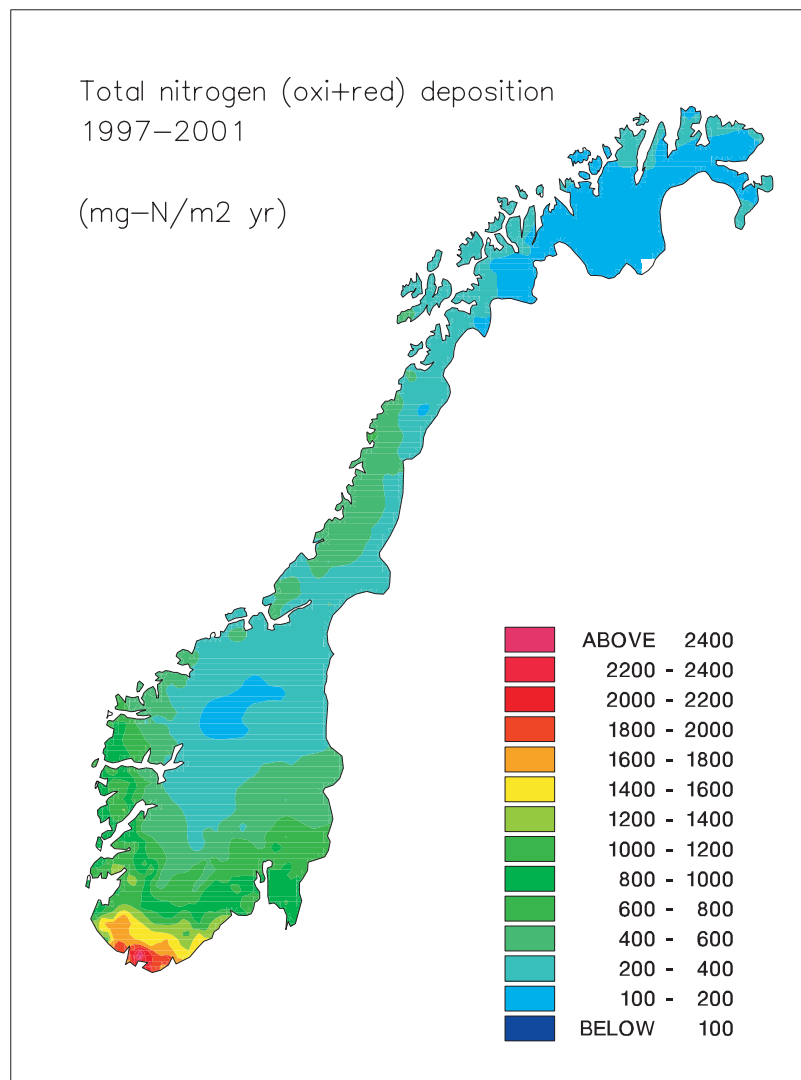 Total nitrogen (oxi+red) deposition
1997–2001
(mg–N/m2 yr)
ABOVE 2400
2200 - 2400
2000 - 2200
1800 - 2000
1600 - 1800
1400 - 1600
1200 - 1400
1000 - 1200
800 - 1000
600 - 800
400 - 600
200 - 400
100 - 200
BELOW 100